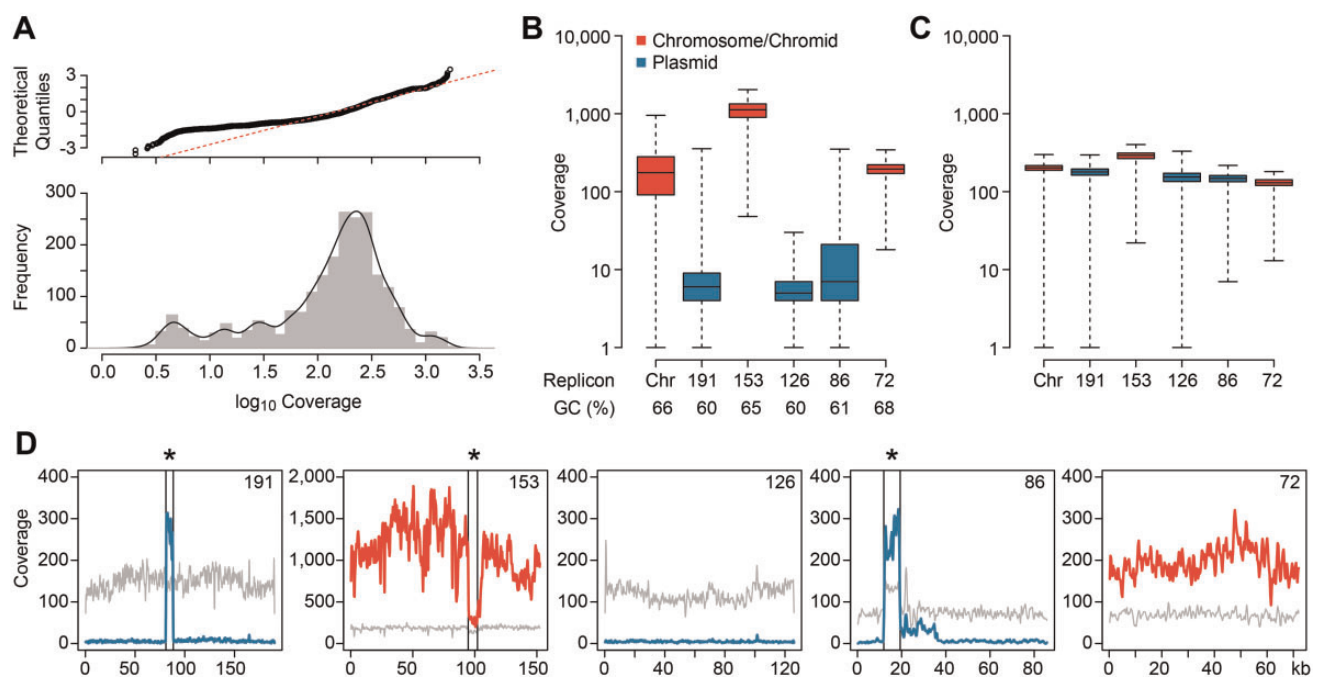 A
Theoretical
Quantiles
3
0
-3
Frequency
300
200
100
0
0.0 0.5 1.0 1.5 2.0 2.5 3.0 3.5
log10 Coverage
B
Chromosome/Chromid
Plasmid
Coverage
10,000
1,000
100
10
1
Replicon Chr 191 153 126 86 72
GC (%) 66 60 65 60 61 68
C
Coverage
10,000
1,000
100
10
1
Chr 191 153 126 86 72
D
* * *
Coverage
191
400
300
200
100
0
0 50 100 150
153
2,000
1,500
1,000
500
0
0 50 100 150
126
400
300
200
100
0
0 40 80 120
86
400
300
200
100
0
0 20 40 60 80
72
400
300
200
100
0
0 20 40 60 kb